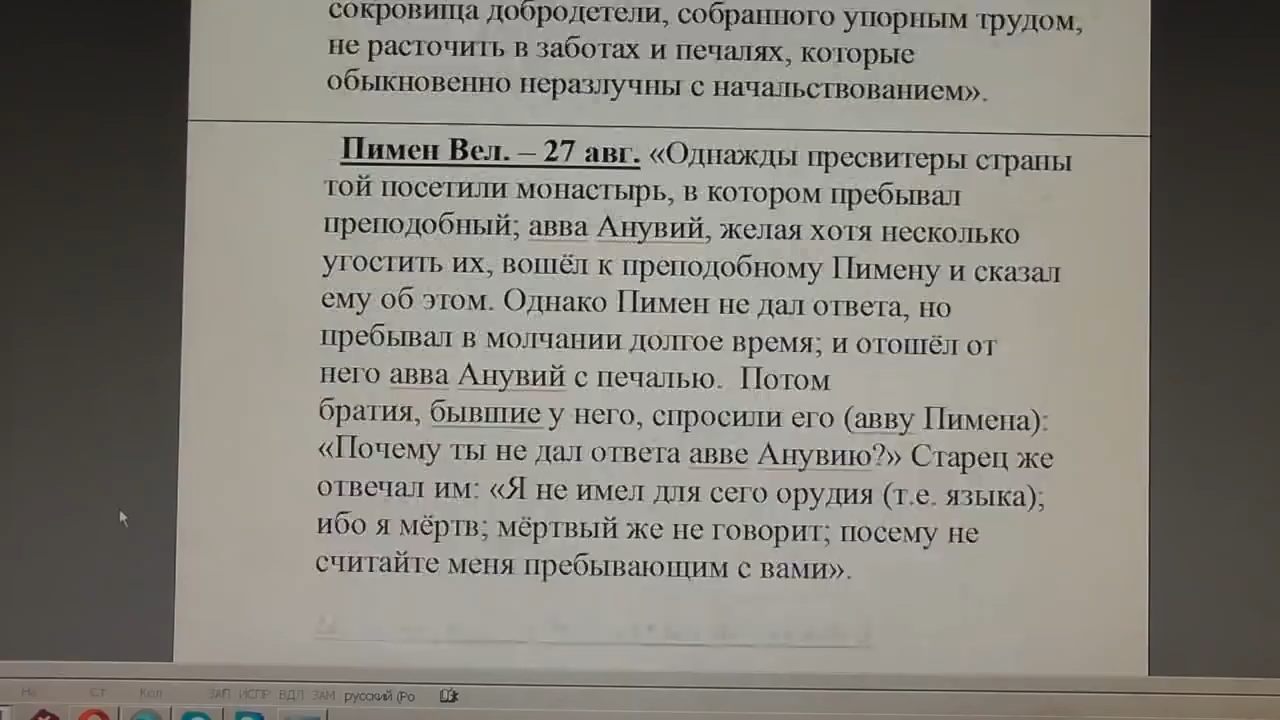 сокровища добродетели, собранного упорным трудом,
не расточить в заботах и печалях, которые
обыкновенно неразлучны с начальствованием».
Пимен Вел. – 27 авг. «Однажды пресвитеры страны
той посетили монастырь, в котором пребывал
преподобный; авва Анувий, желая хотя несколько
угостить их, вошёл к преподобному Пимену и сказал
ему об этом. Однако Пимен не дал ответа, но
пребывал в молчании долгое время; и отошёл от
него авва Анувий с печалью. Потом
братия, бывшие у него, спросили его (авву Пимена):
«Почему ты не дал ответа авве Анувию?» Старец же
отвечал им: «Я не имел для сего орудия (т.е. языка);
ибо я мёртв; мёртвый же не говорит; посему не
считайте меня пребывающим с вами».
На Ст Кол ЗАП ИСПР ВДЛ ЗАМ русский (Ро